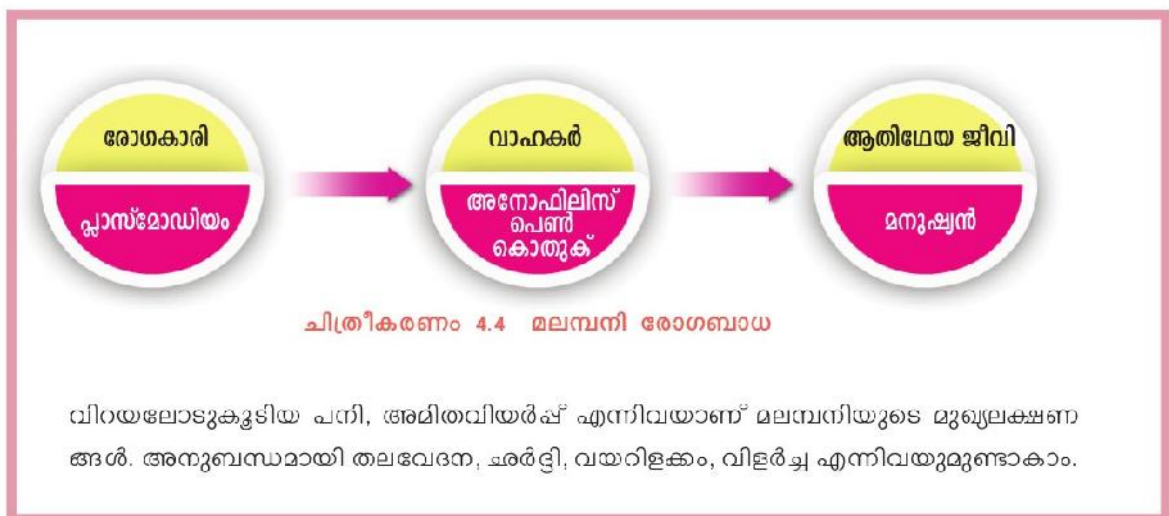 രോഗകാരി
പ്ലാസ്മോഡിയം
വാഹകർ
അനോഫിലിസ്
പെൺ
കൊതുക്
ആതിഥേയ ജീവി
മനുഷ്യൻ
ചിത്രീകരണം 4.4 മലമ്പനി രോഗബാധ
വിറയലോടുകൂടിയ പനി, അമിതവിയർപ്പ് എന്നിവയാണ് മലമ്പനിയുടെ മുഖ്യലക്ഷണ
ങ്ങൾ. അനുബന്ധമായി തലവേദന, ഛർദ്ദി, വയറിളക്കം, വിളർച്ച എന്നിവയുമുണ്ടാകാം.